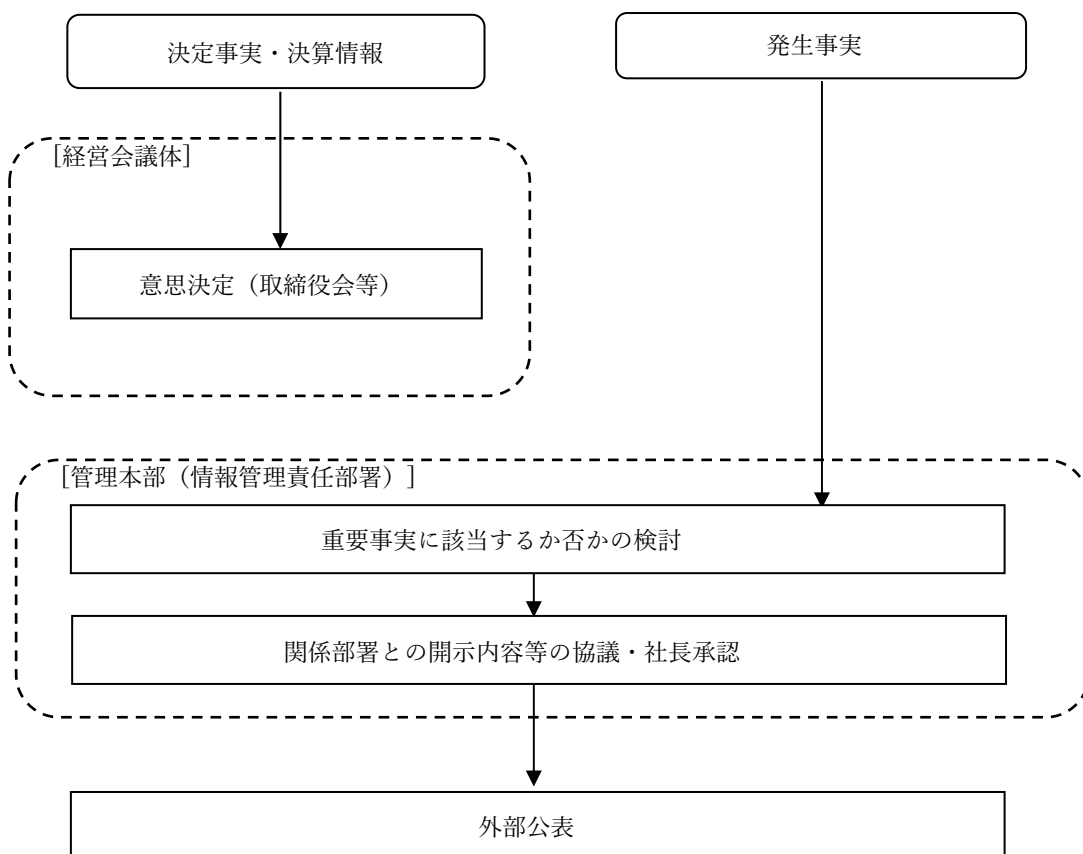 決定事実・決算情報
発生事実
[経営会議体]
意思決定（取締役会等）
[管理本部（情報管理責任部署）]
重要事実に該当するか否かの検討
関係部署との開示内容等の協議・社長承認
外部公表